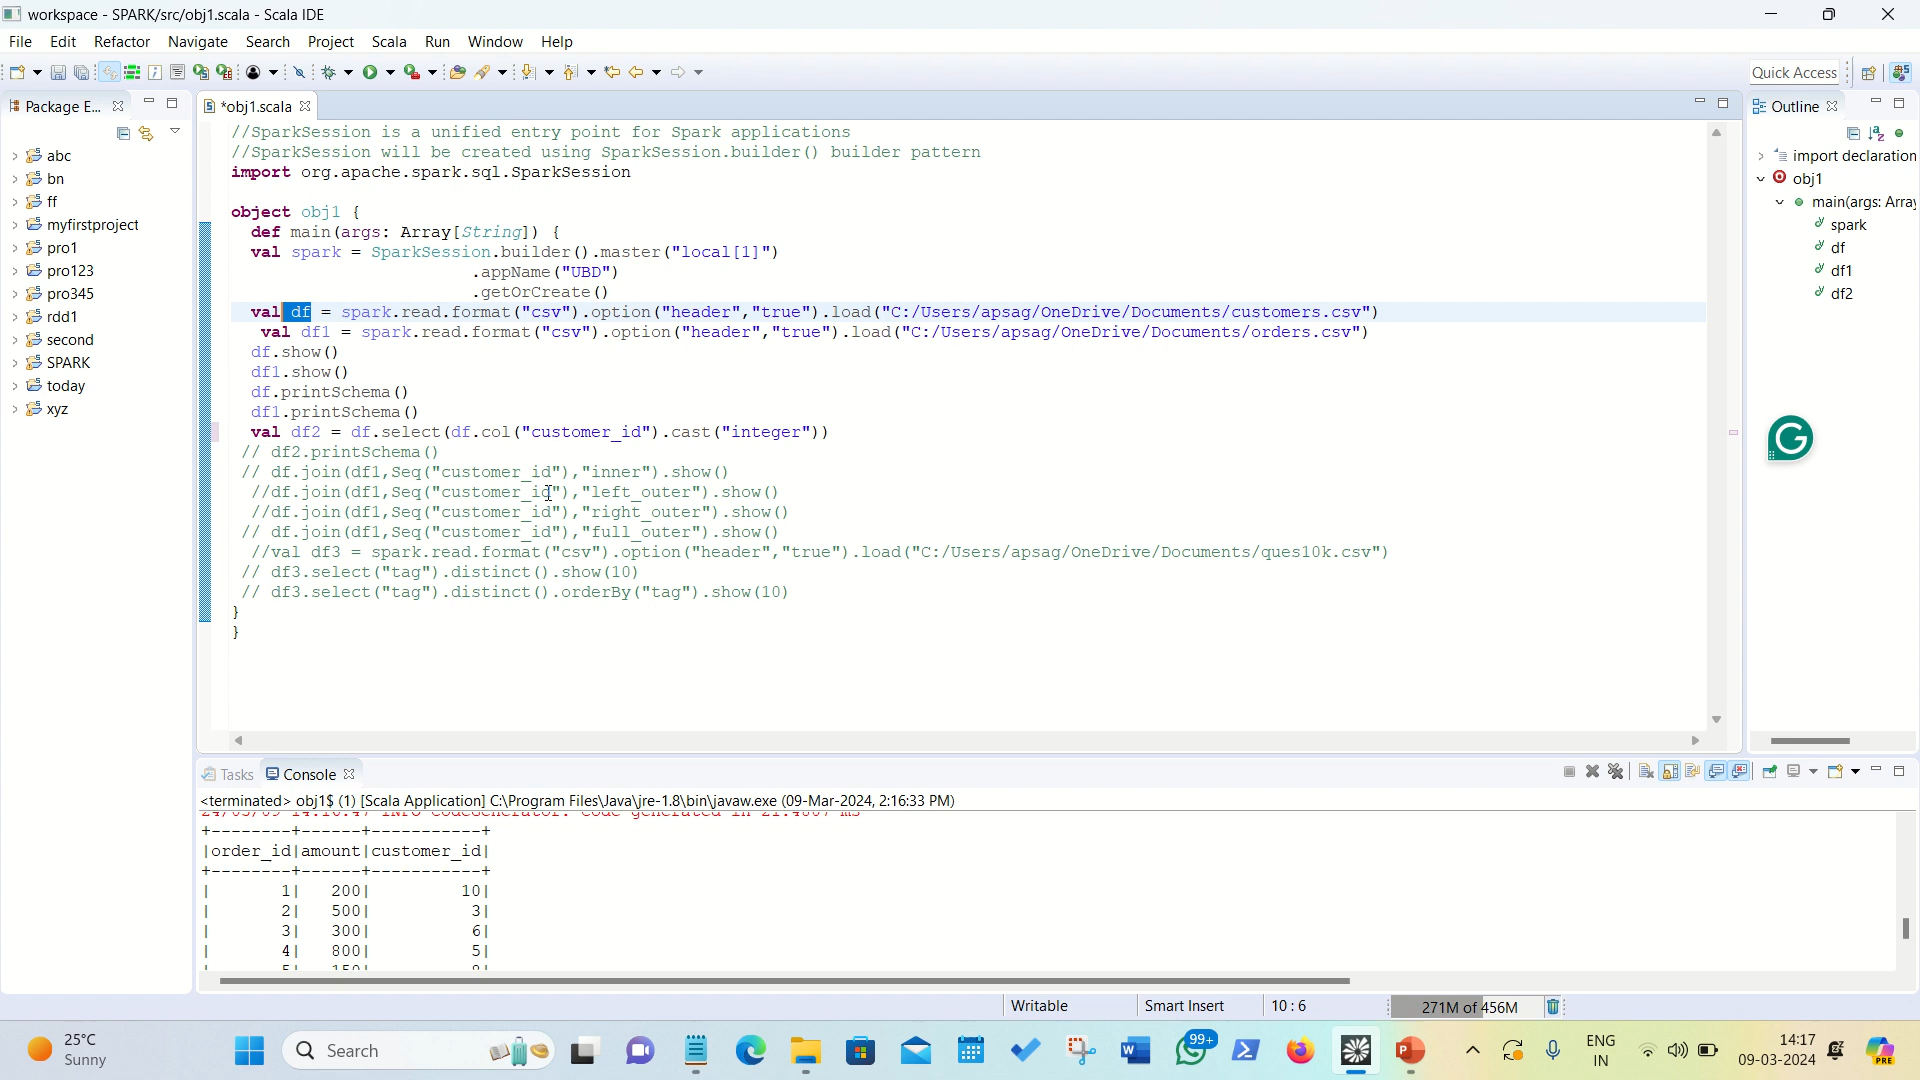 workspace - SPARK/src/obj1.scala - Scala IDE
File Edit Refactor Navigate Search Project Scala Run Window Help
Quick Access
Package E...
*obj1.scala
Outline
abc
bn
ff
myfirstproject
pro1
pro123
pro345
rdd1
second
SPARK
today
xyz
//SparkSession is a unified entry point for Spark applications
//SparkSession will be created using SparkSession.builder() builder pattern
import org.apache.spark.sql.SparkSession
object obj1 {
def main(args: Array[String]) {
val spark = SparkSession.builder().master("local[1]")
.appName("UBD")
.getOrCreate()
val df = spark.read.format("csv").option("header","true").load("C:/Users/apsag/OneDrive/Documents/customers.csv")
val df1 = spark.read.format("csv").option("header","true").load("C:/Users/apsag/OneDrive/Documents/orders.csv")
df.show()
df1.show()
df.printSchema()
df1.printSchema()
val df2 = df.select(df.col("customer_id").cast("integer"))
// df2.printSchema()
// df.join(df1,Seq("customer_id"),"inner").show()
//df.join(df1,Seq("customer_id"),"left_outer").show()
//df.join(df1,Seq("customer_id"),"right_outer").show()
// df.join(df1,Seq("customer_id"),"full_outer").show()
//val df3 = spark.read.format("csv").option("header","true").load("C:/Users/apsag/OneDrive/Documents/ques10k.csv")
// df3.select("tag").distinct().show(10)
// df3.select("tag").distinct().orderBy("tag").show(10)
}
}
import declaration
obj1
main(args: Array
spark
df
df1
df2
Tasks Console
<terminated> obj1$ (1) [Scala Application] C:\Program Files\Java\jre-1.8\bin\javaw.exe (09-Mar-2024, 2:16:33 PM)
+--------+------+-----------+
|order_id|amount|customer_id|
+--------+------+-----------+
| 1| 200| 10|
| 2| 500| 3|
| 3| 300| 6|
| 4| 800| 5|
Writable Smart Insert 10 : 6 271M of 456M
25°C
Sunny
Search
99+
ENG
IN
14:17
09-03-2024
PRE